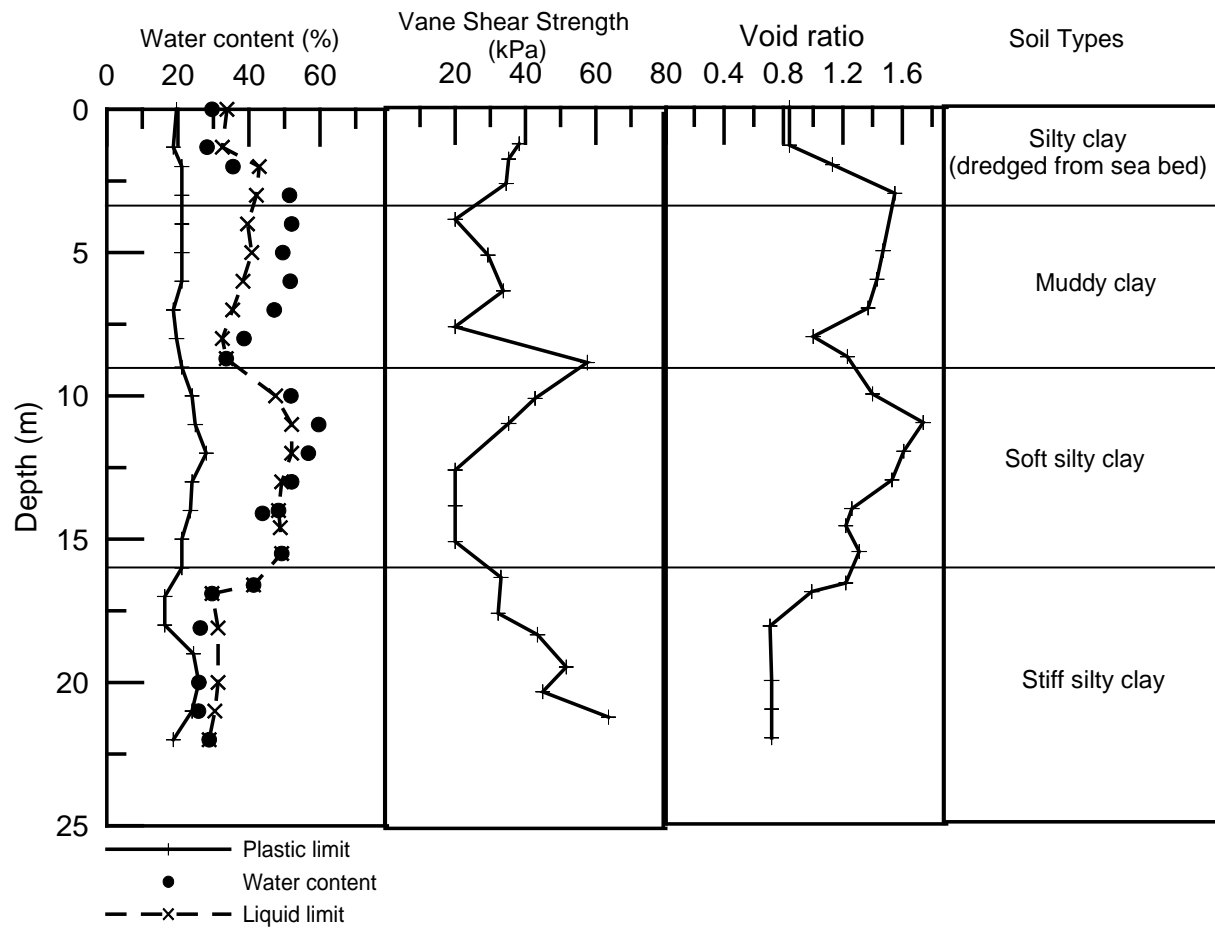 Water content (%)
0 20 40 60
Vane Shear Strength
(kPa)
20 40 60 80
Void ratio
0.4 0.8 1.2 1.6
Soil Types
Depth (m)
0
5
10
15
20
25
Silty clay
(dredged from sea bed)
Muddy clay
Soft silty clay
Stiff silty clay
Plastic limit
Water content
Liquid limit